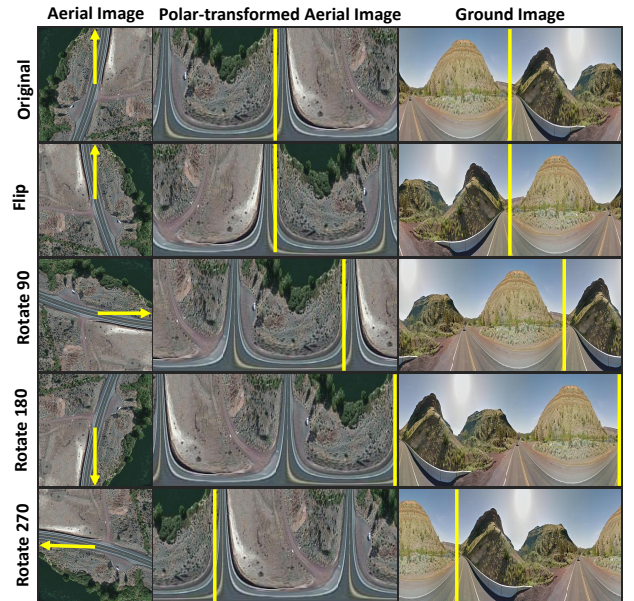 Aerial Image Polar-transformed Aerial Image Ground Image
Original
Flip
Rotate 90
Rotate 180
Rotate 270